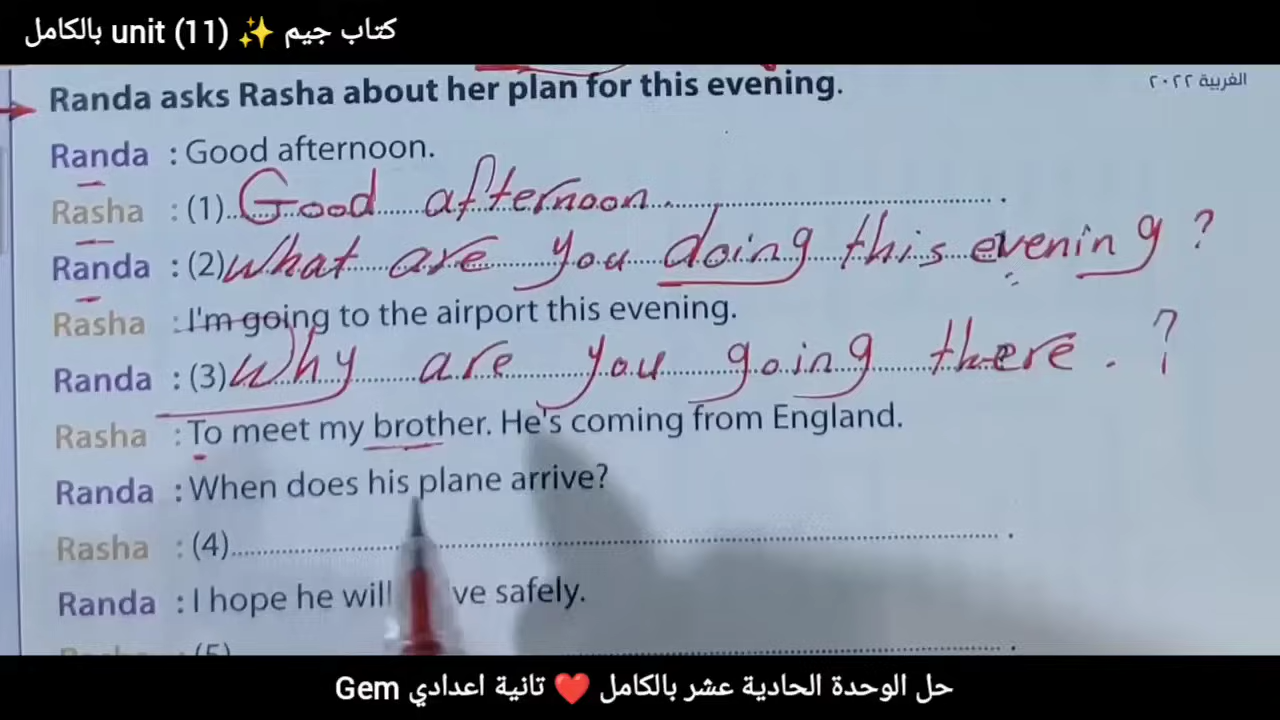 كتاب جيم ✨ unit (11) بالكامل
Randa asks Rasha about her plan for this evening.
الغربية ٢٠٢٢
Randa : Good afternoon.
Rasha : (1) Good afternoon .
Randa : (2) What are you doing this evening ?
Rasha : I'm going to the airport this evening.
Randa : (3) Why are you going there . ?
Rasha : To meet my brother. He's coming from England.
Randa : When does his plane arrive?
Rasha : (4) .
Randa : I hope he will ve safely.
Rasha : (5) .
حل الوحدة الحادية عشر بالكامل ❤️ تانية اعدادي Gem